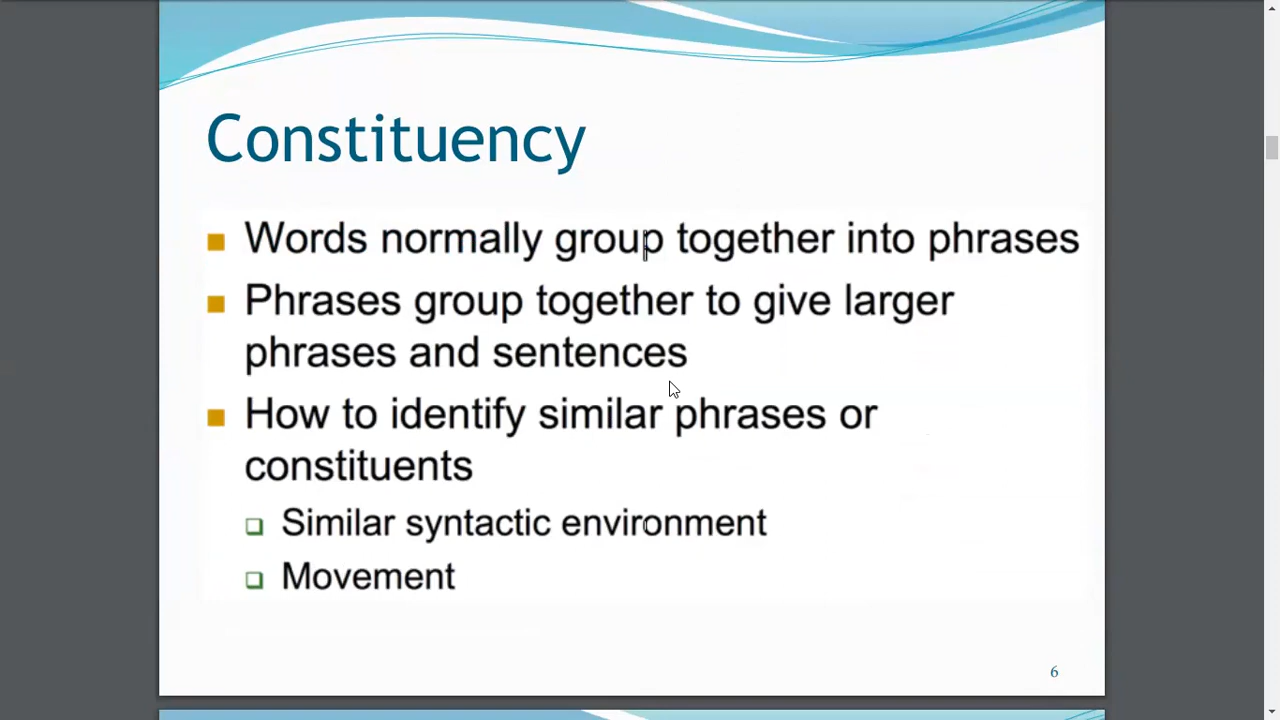 Constituency
Words normally group together into phrases
Phrases group together to give larger
phrases and sentences
How to identify similar phrases or
constituents
Similar syntactic environment
Movement
6